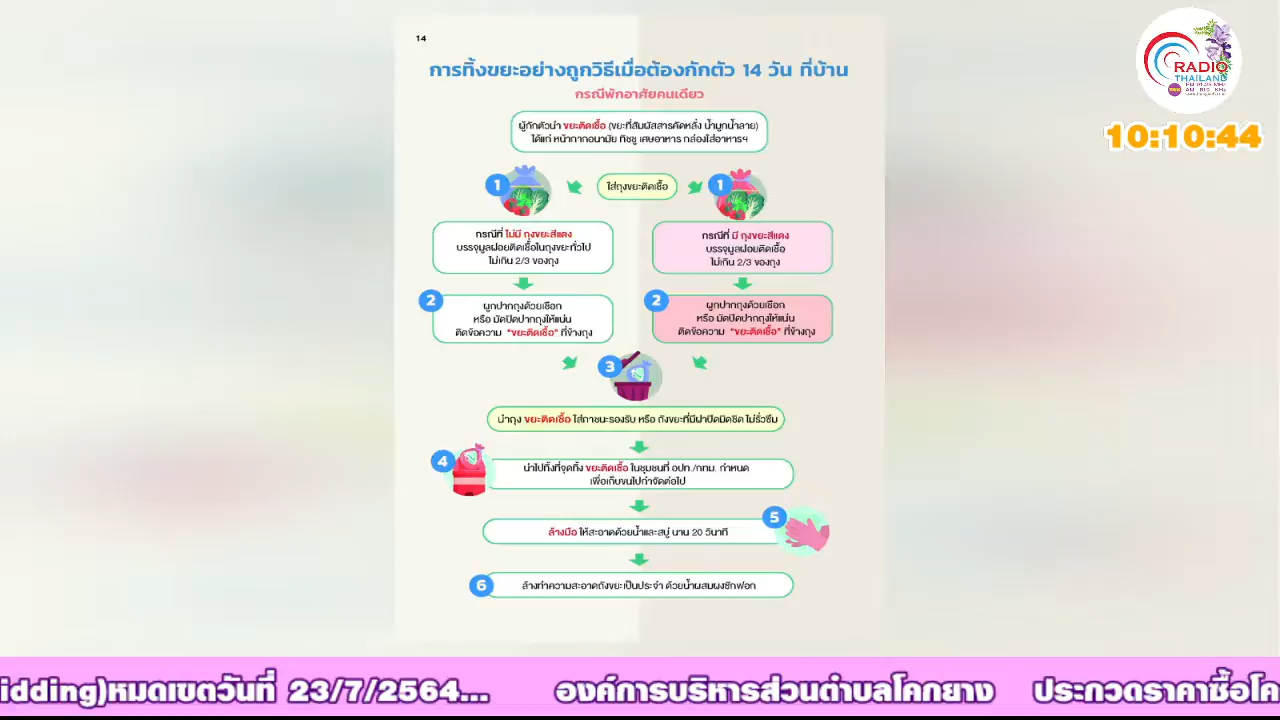 14
การทิ้งขยะอย่างถูกวิธีเมื่อต้องกักตัว 14 วัน ที่บ้าน
กรณีพักอาศัยคนเดียว
ผู้กักตัวนำ ขยะติดเชื้อ (ขยะที่สัมผัสสารคัดหลั่ง น้ำมูกน้ำลาย)
ได้แก่ หน้ากากอนามัย ทิชชู เศษอาหาร กล่องใส่อาหารฯ
1
ใส่ถุงขยะติดเชื้อ
1
กรณีที่ ไม่มี ถุงขยะสีแดง
บรรจุมูลฝอยติดเชื้อในถุงขยะทั่วไป
ไม่เกิน 2/3 ของถุง
กรณีที่ มี ถุงขยะสีแดง
บรรจุมูลฝอยติดเชื้อ
ไม่เกิน 2/3 ของถุง
2
ผูกปากถุงด้วยเชือก
หรือ มัดปิดปากถุงให้แน่น
ติดข้อความ "ขยะติดเชื้อ" ที่ข้างถุง
2
ผูกปากถุงด้วยเชือก
หรือ มัดปิดปากถุงให้แน่น
ติดข้อความ "ขยะติดเชื้อ" ที่ข้างถุง
3
นำถุง ขยะติดเชื้อ ใส่ภาชนะรองรับ หรือ ถังขยะที่มีฝาปิดมิดชิด ไม่รั่วซึม
4
นำไปทิ้งที่จุดทิ้ง ขยะติดเชื้อ ในชุมชนที่ อปท./กทม. กำหนด
เพื่อเก็บขนไปกำจัดต่อไป
5
ล้างมือ ให้สะอาดด้วยน้ำและสบู่ นาน 20 วินาที
6
ล้างทำความสะอาดถังขยะเป็นประจำ ด้วยน้ำผสมผงซักฟอก
RADIO
THAILAND
10:10:44
idding)หมดเขตวันที่ 23/7/2564... องค์การบริหารส่วนตำบลโคกยาง ประกวดราคาซื้อโค